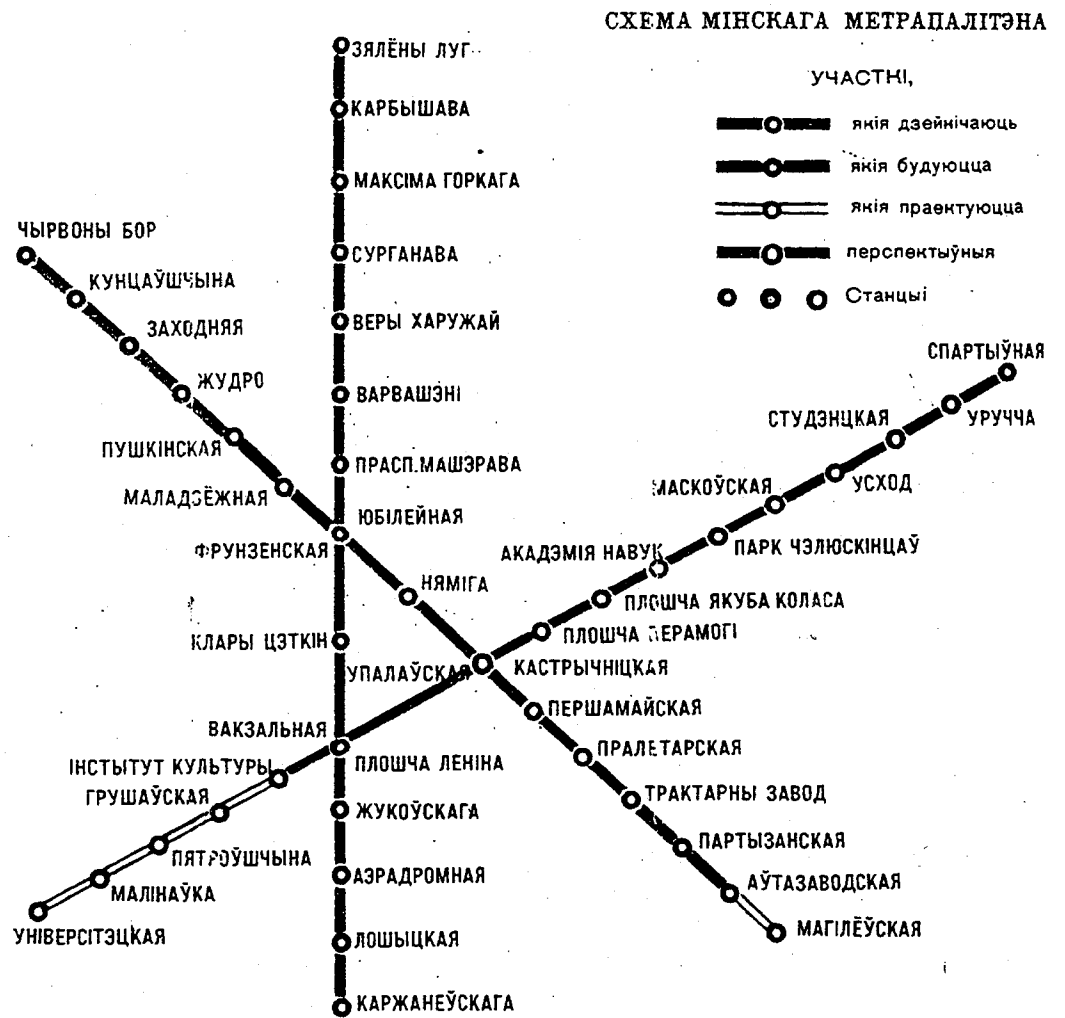 СХЕМА МІНСКАГА МЕТРАПАЛІТЭНА
УЧАСТКІ,
якія дзейнічаюць
якія будуюцца
якія праектуюцца
перспектыўныя
Станцыі
ЗЯЛЁНЫ ЛУГ
КАРБЫШАВА
МАКСІМА ГОРКАГА
СУРГАНАВА
ВЕРЫ ХАРУЖАЙ
ВАРВАШЭНІ
ПРАСП.МАШЭРАВА
ЮБІЛЕЙНАЯ
ФРУНЗЕНСКАЯ
КЛАРЫ ЦЭТКІН
ВАКЗАЛЬНАЯ
ПЛОШЧА ЛЕНІНА
ЖУКОЎСКАГА
АЭРАДРОМНАЯ
ЛОШЫЦКАЯ
КАРЖАНЕЎСКАГА
ЧЫРВОНЫ БОР
КУНЦАЎШЧЫНА
ЗАХОДНЯЯ
ЖУДРО
ПУШКІНСКАЯ
МАЛАДЗЁЖНАЯ
НЯМІГА
КУПАЛАЎСКАЯ
КАСТРЫЧНІЦКАЯ
ПЕРШАМАЙСКАЯ
ПРАЛЕТАРСКАЯ
ТРАКТАРНЫ ЗАВОД
ПАРТЫЗАНСКАЯ
АЎТАЗАВОДСКАЯ
МАГІЛЁЎСКАЯ
СПАРТЫЎНАЯ
УРУЧЧА
СТУДЭНЦКАЯ
УСХОД
МАСКОЎСКАЯ
ПАРК ЧЭЛЮСКІНЦАЎ
АКАДЭМІЯ НАВУК
ПЛОШЧА ЯКУБА КОЛАСА
ПЛОШЧА ПЕРАМОГІ
ІНСТЫТУТ КУЛЬТУРЫ
ГРУШАЎСКАЯ
ПЯТРОЎШЧЫНА
МАЛІНАЎКА
УНІВЕРСІТЭЦКАЯ